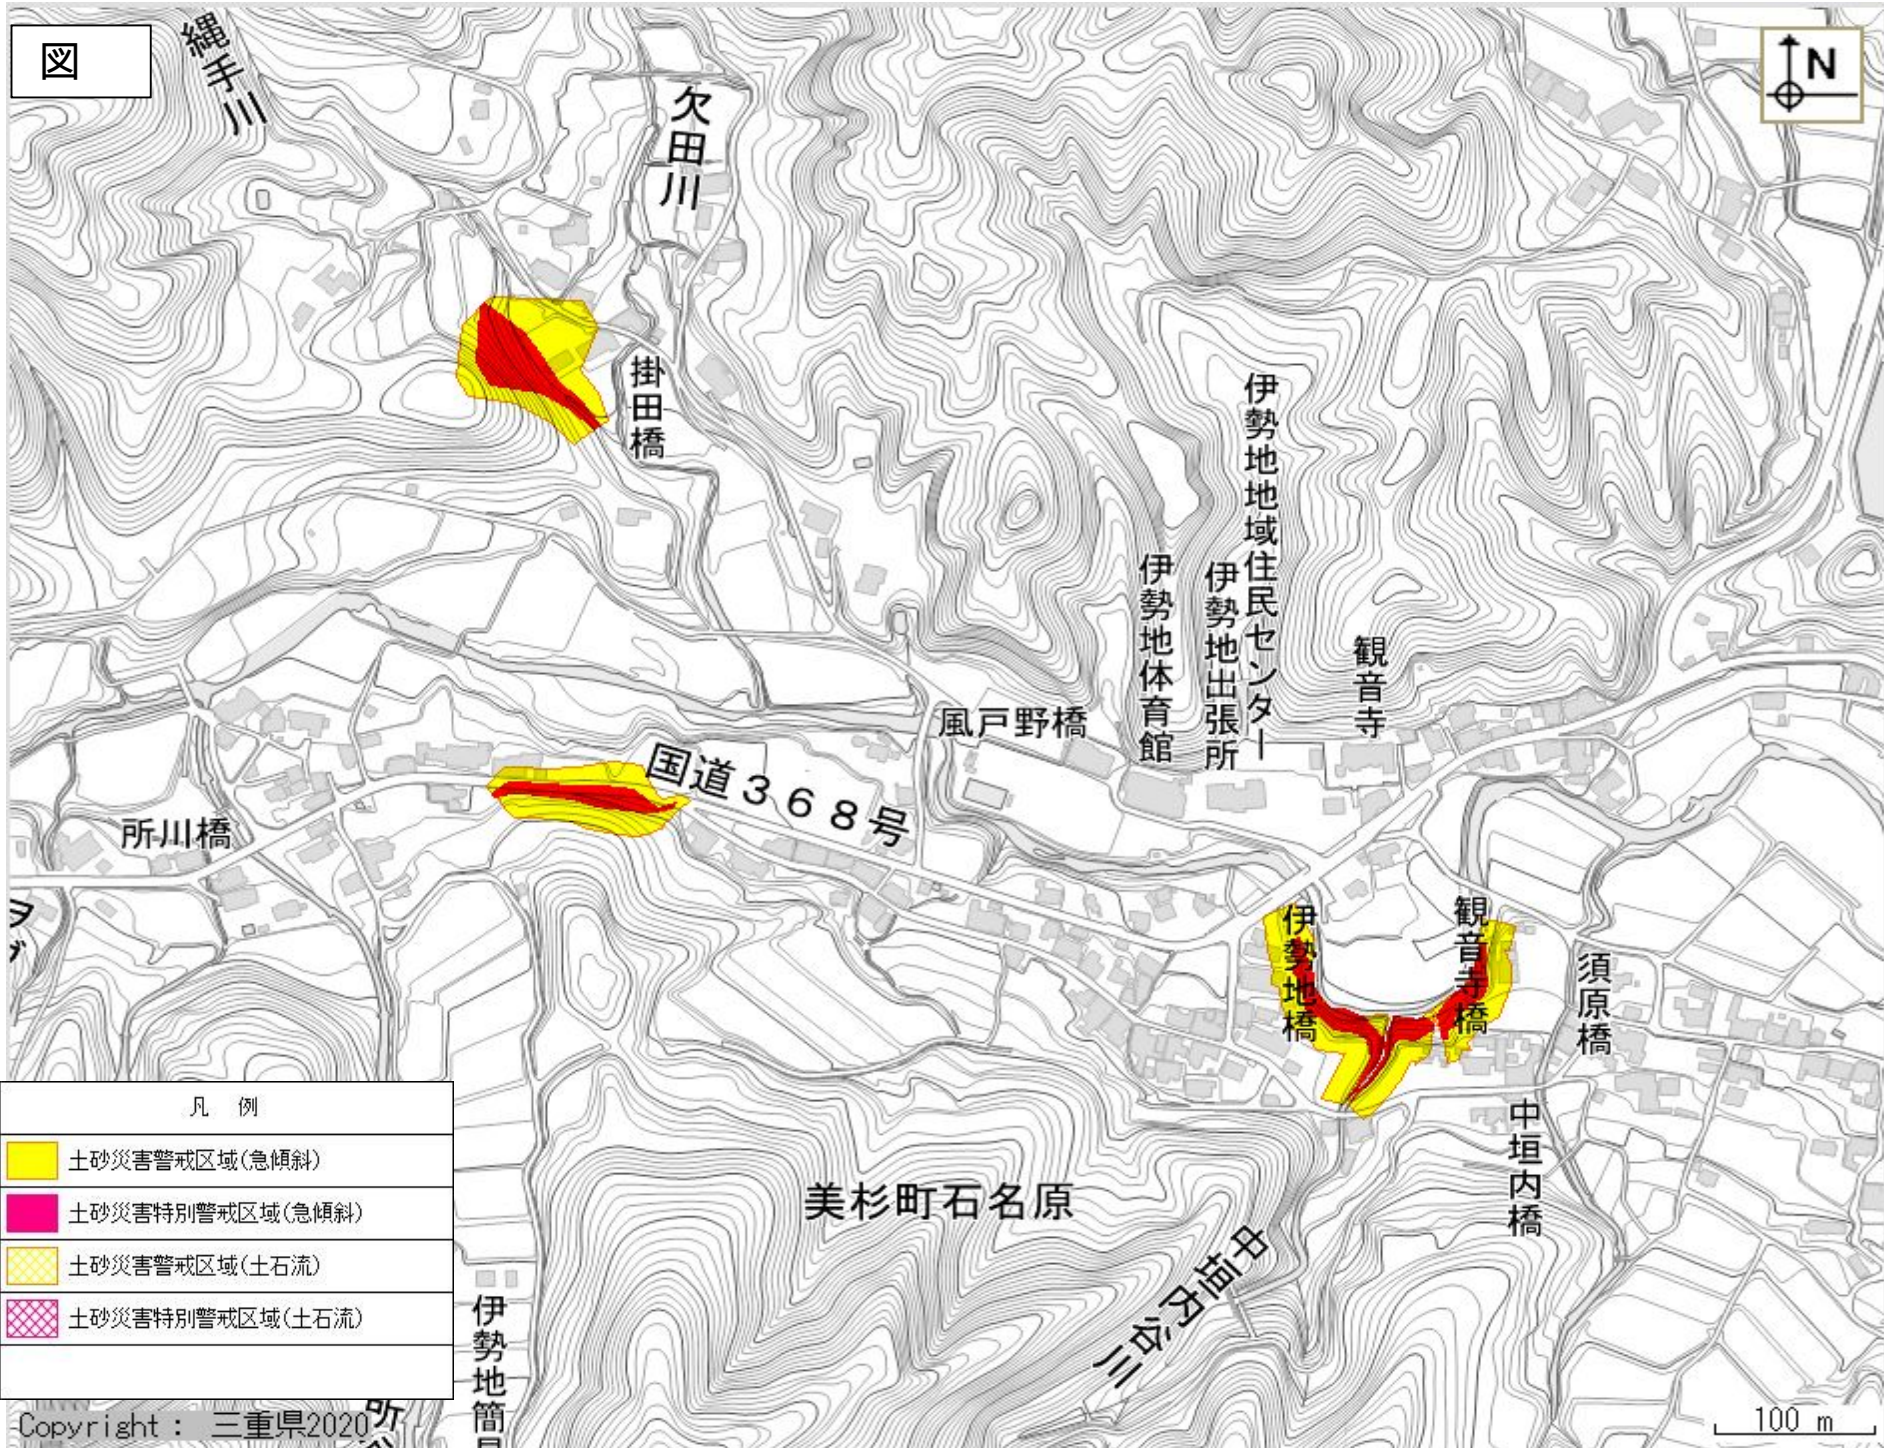 図
縄手川
欠田川
N
掛田橋
伊勢地地域住民センター
伊勢地体育館
伊勢地出張所
観音寺
風戸野橋
国道368号
所川橋
伊勢地橋
観音寺橋
須原橋
凡 例
土砂災害警戒区域(急傾斜)
土砂災害特別警戒区域(急傾斜)
土砂災害警戒区域(土石流)
土砂災害特別警戒区域(土石流)
中垣内橋
美杉町石名原
中垣内谷川
伊勢地簡
Copyright : 三重県2020
所
100 m